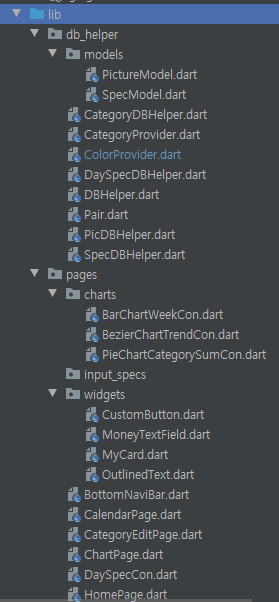 lib
db_helper
models
PictureModel.dart
SpecModel.dart
CategoryDBHelper.dart
CategoryProvider.dart
ColorProvider.dart
DaySpecDBHelper.dart
DBHelper.dart
Pair.dart
PicDBHelper.dart
SpecDBHelper.dart
pages
charts
BarChartWeekCon.dart
BezierChartTrendCon.dart
PieChartCategorySumCon.dart
input_specs
widgets
CustomButton.dart
MoneyTextField.dart
MyCard.dart
OutlinedText.dart
BottomNaviBar.dart
CalendarPage.dart
CategoryEditPage.dart
ChartPage.dart
DaySpecCon.dart
HomePage.dart